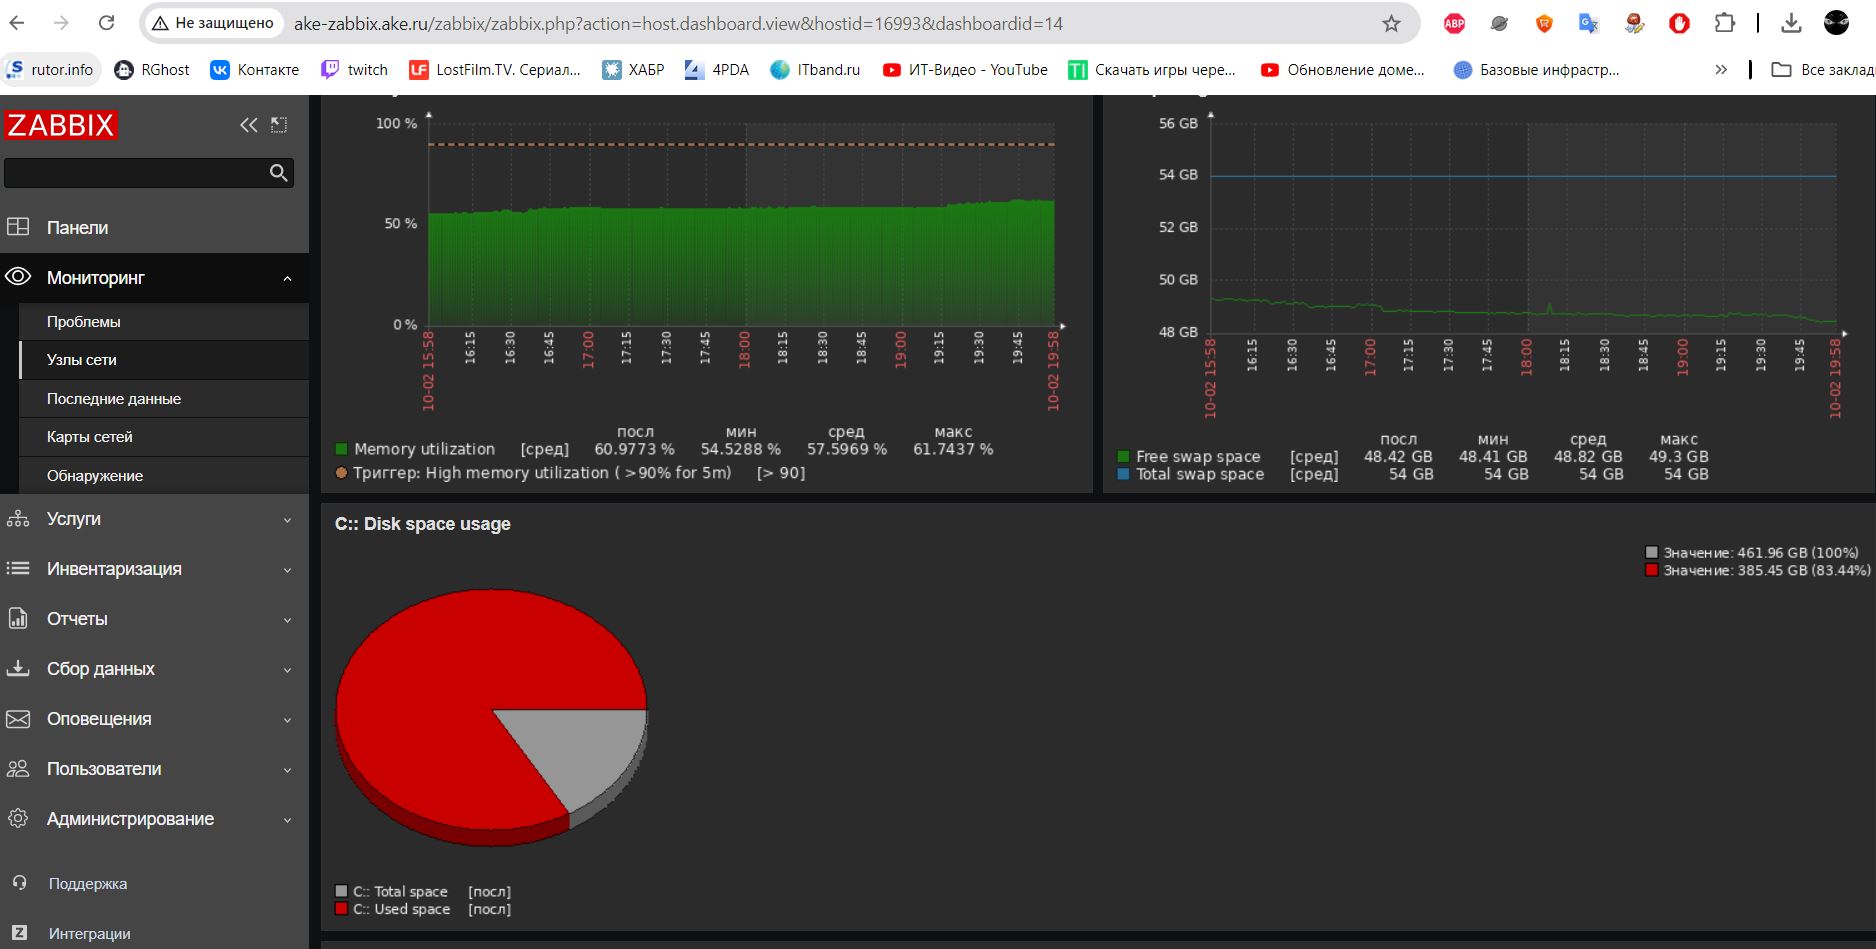 Не защищено ake-zabbix.ake.ru/zabbix/zabbix.php?action=host.dashboard.view&hostid=16993&dashboardid=14
ABP
rutor.info RGhost Контакте twitch LostFilm.TV. Сериал... ХАБР 4PDA ITband.ru ИТ-Видео - YouTube Скачать игры чере... Обновление доме... Базовые инфрастр... Все заклад
ZABBIX
Панели
Мониторинг
Проблемы
Узлы сети
Последние данные
Карты сетей
Обнаружение
Услуги
Инвентаризация
Отчеты
Сбор данных
Оповещения
Пользователи
Администрирование
Поддержка
Интеграции
100 %
50 %
0 %
10-02 15:58 16:15 16:30 16:45 17:00 17:15 17:30 17:45 18:00 18:15 18:30 18:45 19:00 19:15 19:30 19:45 10-02 19:58
посл мин сред макс
Memory utilization [сред] 60.9773 % 54.5288 % 57.5969 % 61.7437 %
Триггер: High memory utilization ( >90% for 5m) [> 90]
56 GB
54 GB
52 GB
50 GB
48 GB
10-02 15:58 16:15 16:30 16:45 17:00 17:15 17:30 17:45 18:00 18:15 18:30 18:45 19:00 19:15 19:30 19:45 10-02 19:58
посл мин сред макс
Free swap space [сред] 48.42 GB 48.41 GB 48.82 GB 49.3 GB
Total swap space [сред] 54 GB 54 GB 54 GB 54 GB
C:: Disk space usage
Значение: 461.96 GB (100%)
Значение: 385.45 GB (83.44%)
C:: Total space [посл]
C:: Used space [посл]